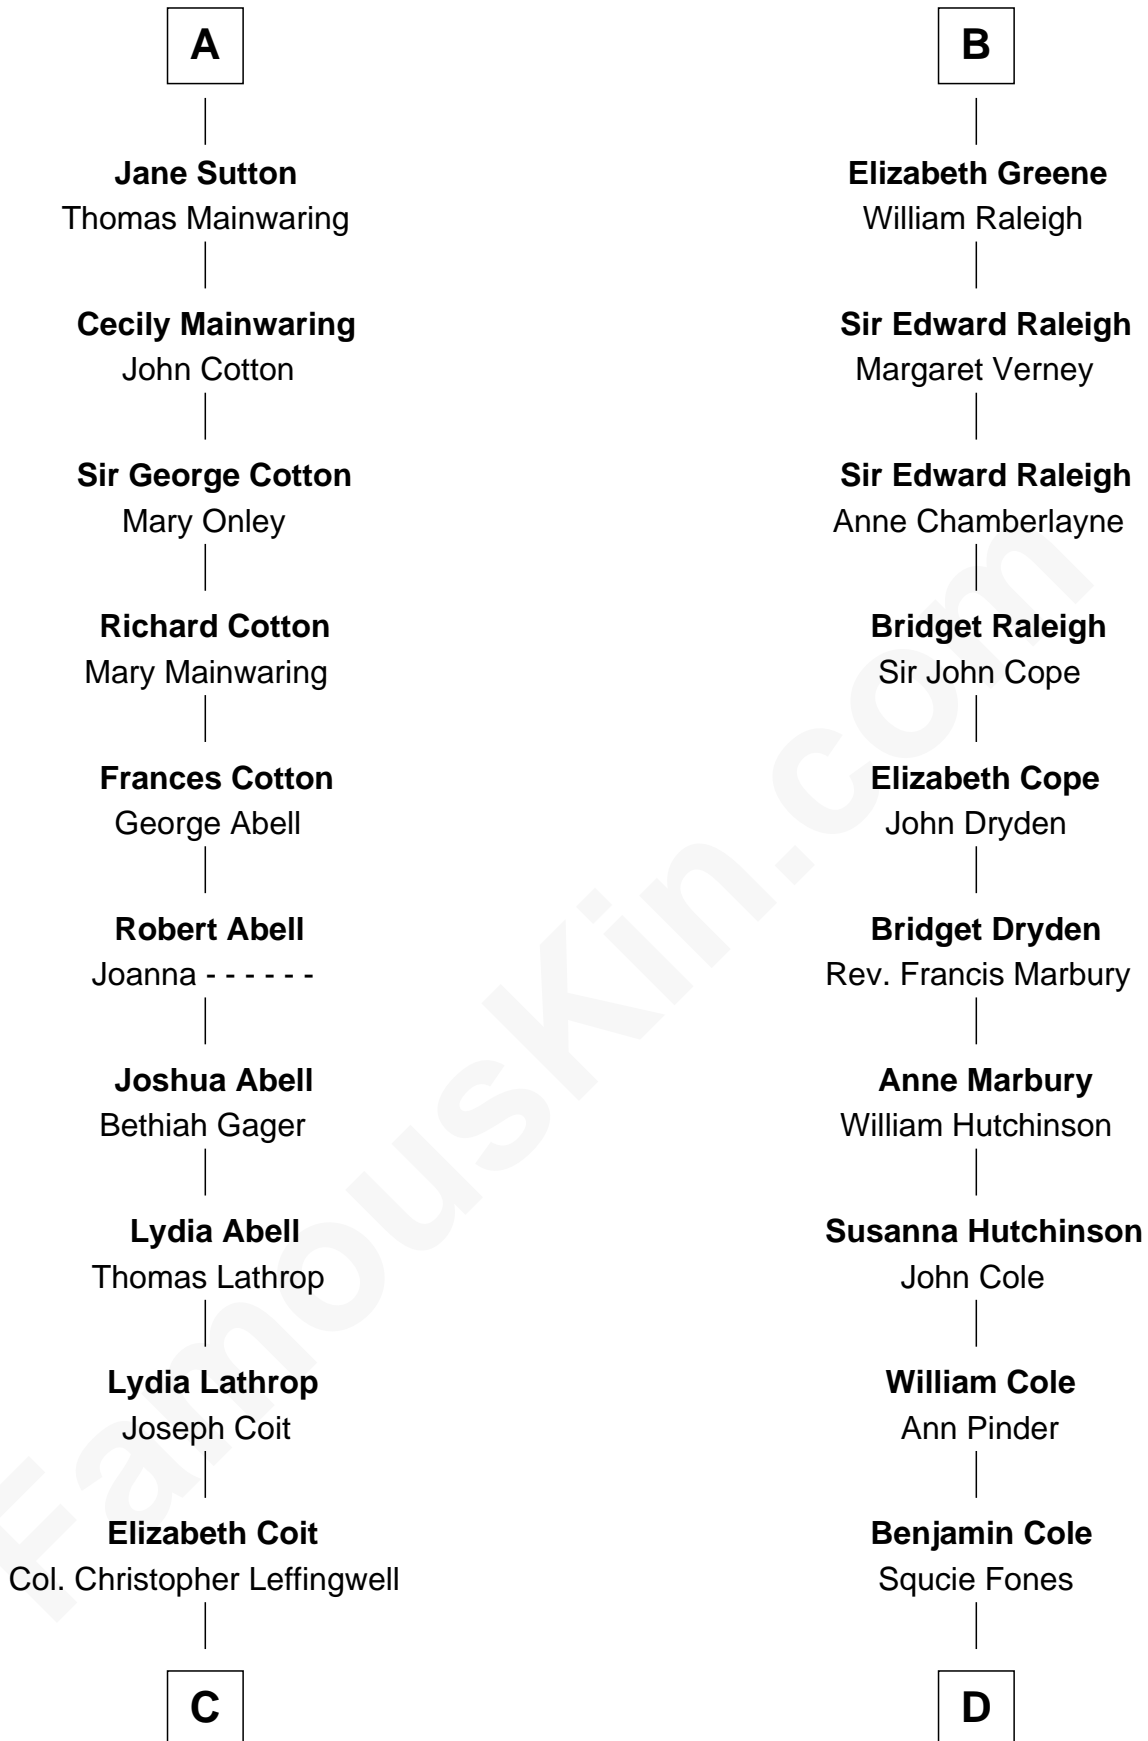 A
Jane Sutton
Thomas Mainwaring
Cecily Mainwaring
John Cotton
Sir George Cotton
Mary Onley
Richard Cotton
Mary Mainwaring
Frances Cotton
George Abell
Robert Abell
Joanna - - - - - -
Joshua Abell
Bethiah Gager
Lydia Abell
Thomas Lathrop
Lydia Lathrop
Joseph Coit
Elizabeth Coit
Col. Christopher Leffingwell
C
B
Elizabeth Greene
William Raleigh
Sir Edward Raleigh
Margaret Verney
Sir Edward Raleigh
Anne Chamberlayne
Bridget Raleigh
Sir John Cope
Elizabeth Cope
John Dryden
Bridget Dryden
Rev. Francis Marbury
Anne Marbury
William Hutchinson
Susanna Hutchinson
John Cole
William Cole
Ann Pinder
Benjamin Cole
Squcie Fones
D
FamousKin.com